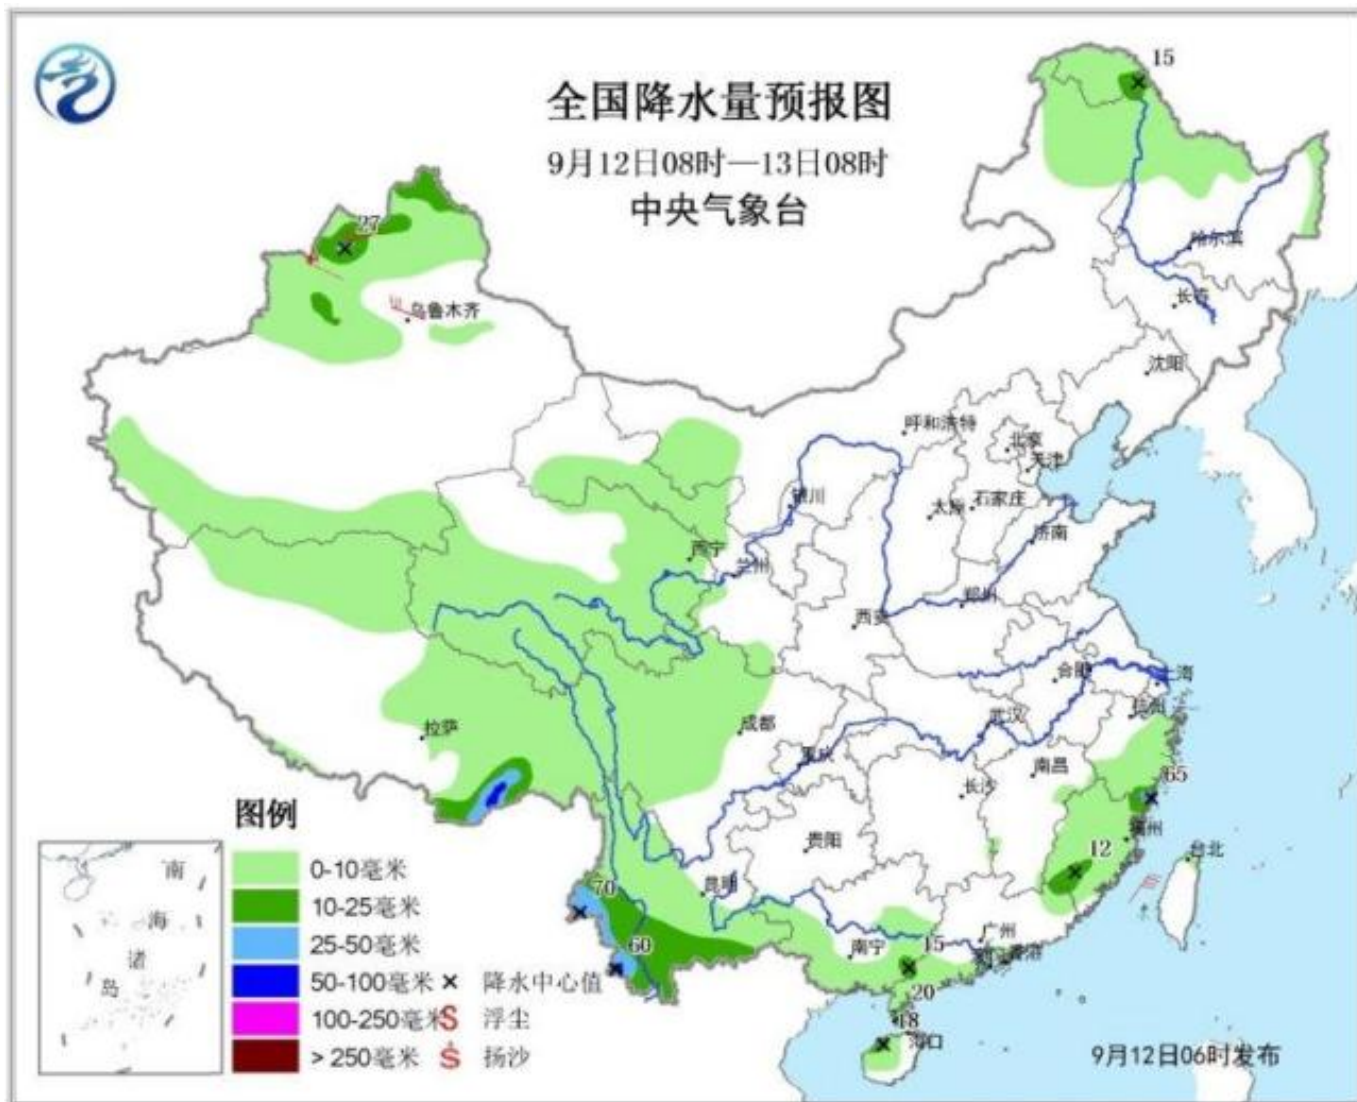 全国降水量预报图
9月12日08时—13日08时
中央气象台
15
27
乌鲁木齐
哈尔滨
长春
沈阳
呼和浩特
北京
天津
银川
太原
石家庄
济南
西宁
兰州
郑州
西安
合肥
上海
拉萨
成都
武汉
杭州
重庆
南昌
65
长沙
贵阳
福州
12
台北
昆明
70
60
南宁
15
广州
香港
20
18
海口
图例
0-10毫米
10-25毫米
25-50毫米
50-100毫米
降水中心值
100-250毫米
浮尘
> 250毫米
扬沙
南
海
诸
岛
9月12日06时发布